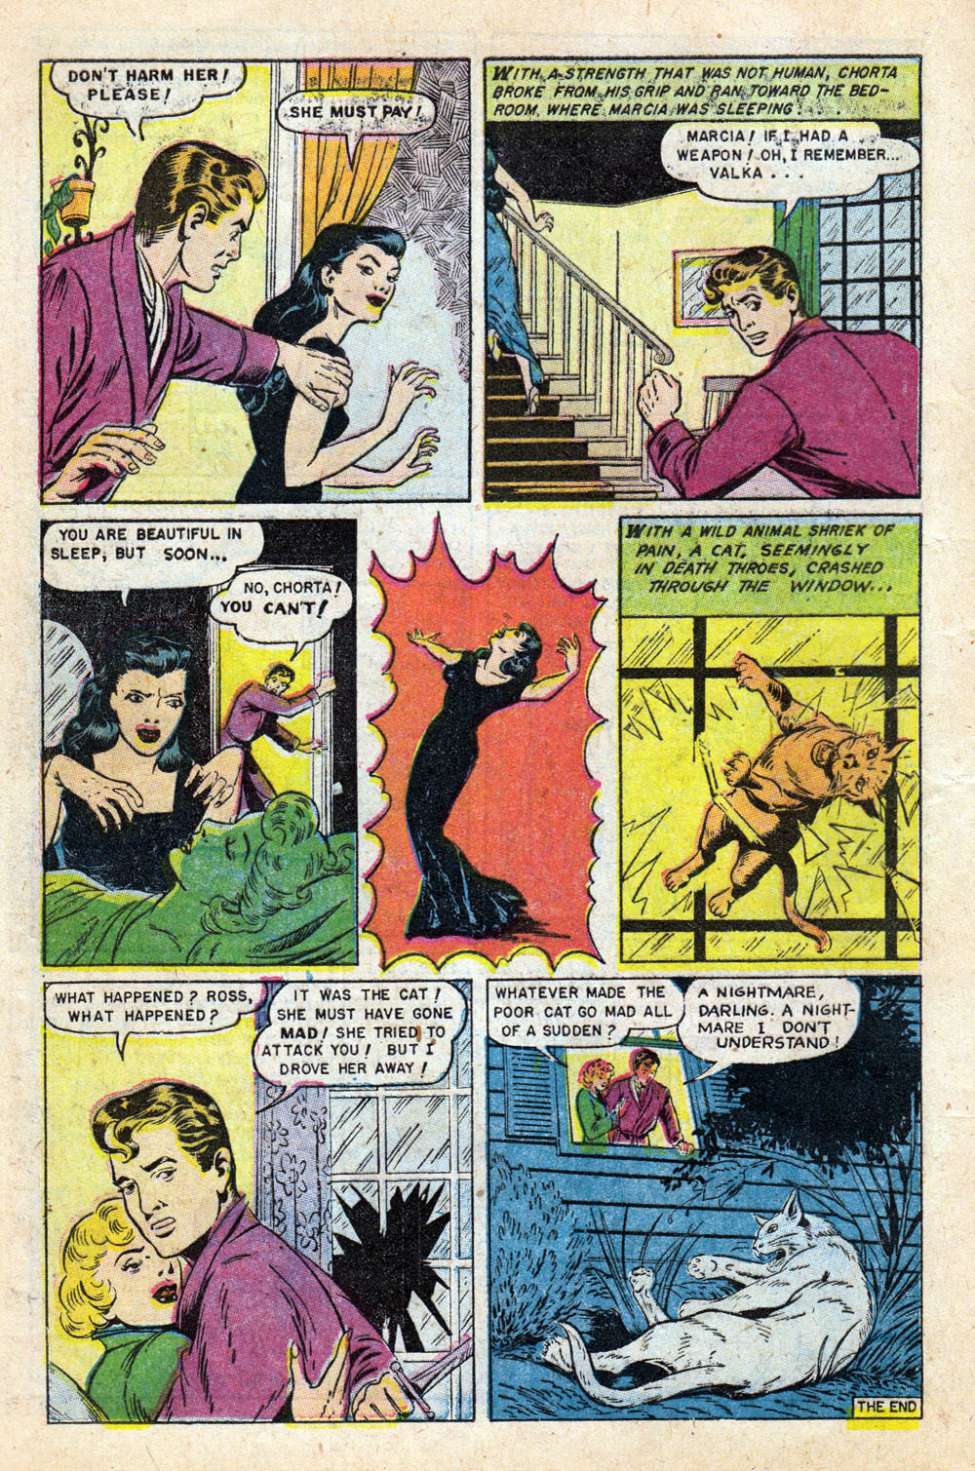 DON'T HARM HER!
PLEASE!
SHE MUST PAY!
WITH A STRENGTH THAT WAS NOT HUMAN, CHORTA
BROKE FROM HIS GRIP AND RAN TOWARD THE BED-
ROOM, WHERE MARCIA WAS SLEEPING! . . .
MARCIA! IF I HAD A
WEAPON! OH, I REMEMBER...
VALKA . . .
YOU ARE BEAUTIFUL IN
SLEEP, BUT SOON...
NO, CHORTA!
YOU CAN'T!
WITH A WILD ANIMAL SHRIEK OF
PAIN, A CAT, SEEMINGLY
IN DEATH THROES, CRASHED
THROUGH THE WINDOW...
WHAT HAPPENED? ROSS,
WHAT HAPPENED?
IT WAS THE CAT!
SHE MUST HAVE GONE
MAD! SHE TRIED TO
ATTACK YOU! BUT I
DROVE HER AWAY!
WHATEVER MADE THE
POOR CAT GO MAD ALL
OF A SUDDEN?
A NIGHTMARE,
DARLING. A NIGHT-
MARE I DON'T
UNDERSTAND!
THE END